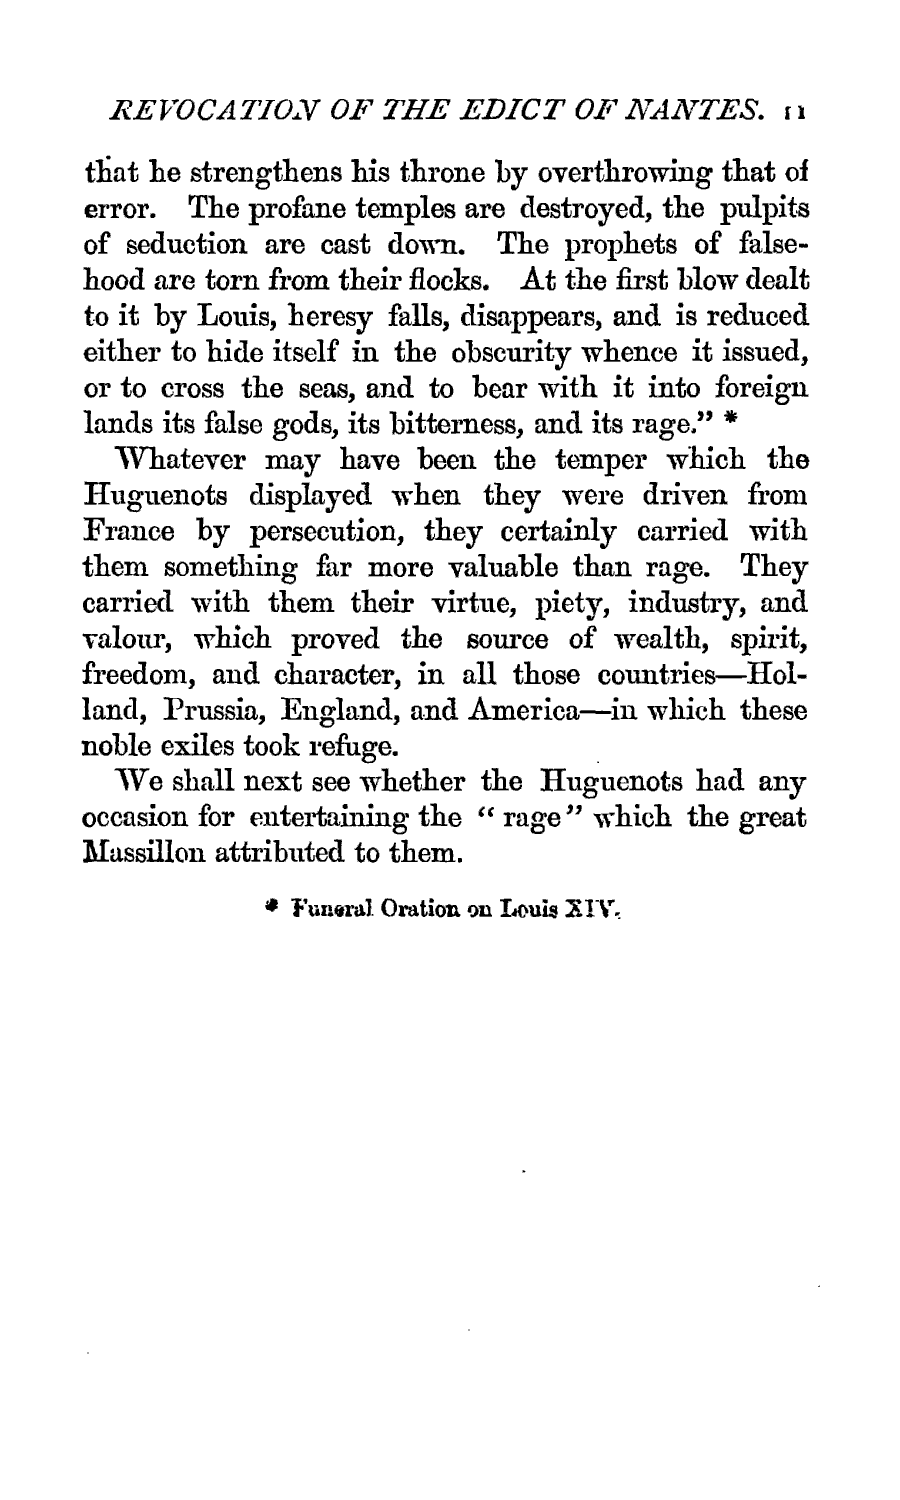 REVOCATION OF THE EDICT OF NANTES. 11
that he strengthens his throne by overthrowing that of
error. The profane temples are destroyed, the pulpits
of seduction are cast down. The prophets of false-
hood are torn from their flocks. At the first blow dealt
to it by Louis, heresy falls, disappears, and is reduced
either to hide itself in the obscurity whence it issued,
or to cross the seas, and to bear with it into foreign
lands its false gods, its bitterness, and its rage." *
Whatever may have been the temper which the
Huguenots displayed when they were driven from
France by persecution, they certainly carried with
them something far more valuable than rage. They
carried with them their virtue, piety, industry, and
valour, which proved the source of wealth, spirit,
freedom, and character, in all those countries—Hol-
land, Prussia, England, and America—in which these
noble exiles took refuge.
We shall next see whether the Huguenots had any
occasion for entertaining the "rage" which the great
Massillon attributed to them.
* Funeral Oration on Louis XIV.